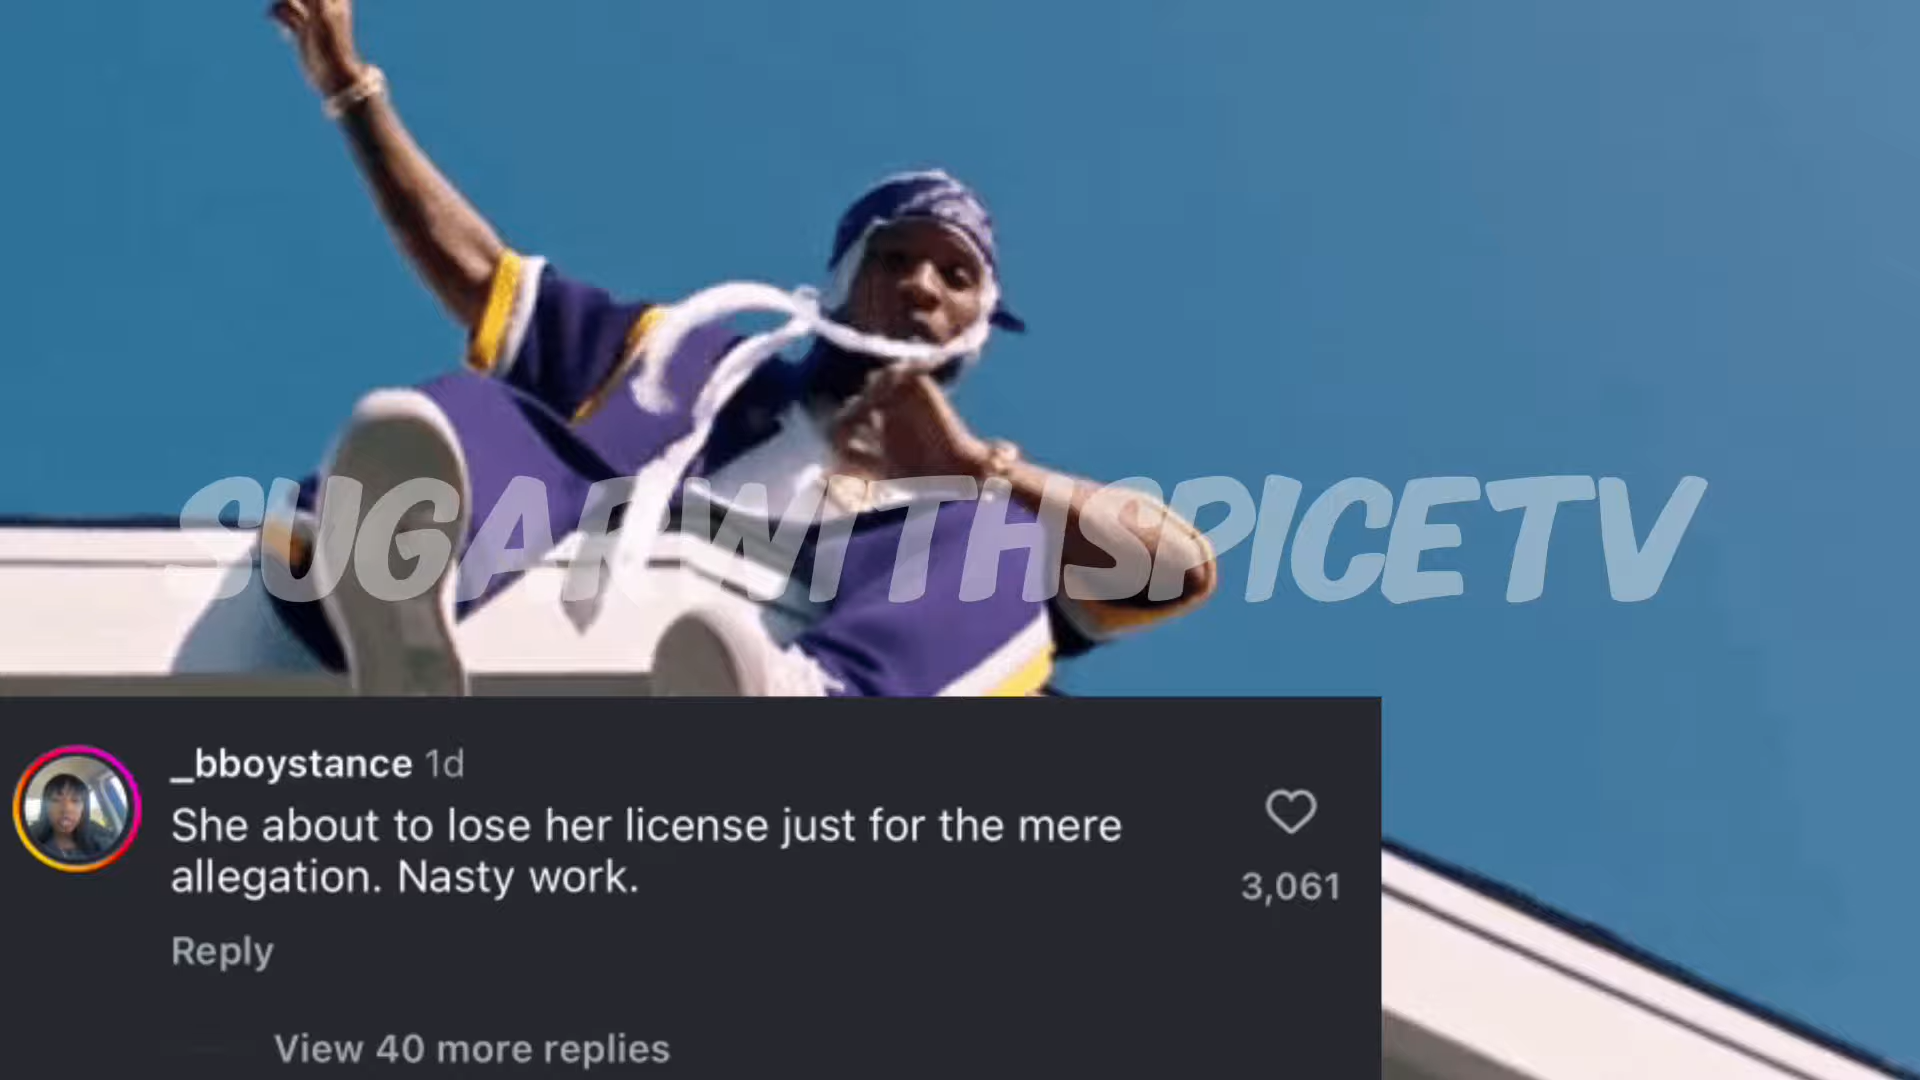 SUGARWITHSPICETV
_bboystance 1d
She about to lose her license just for the mere
allegation. Nasty work.
3,061
Reply
View 40 more replies